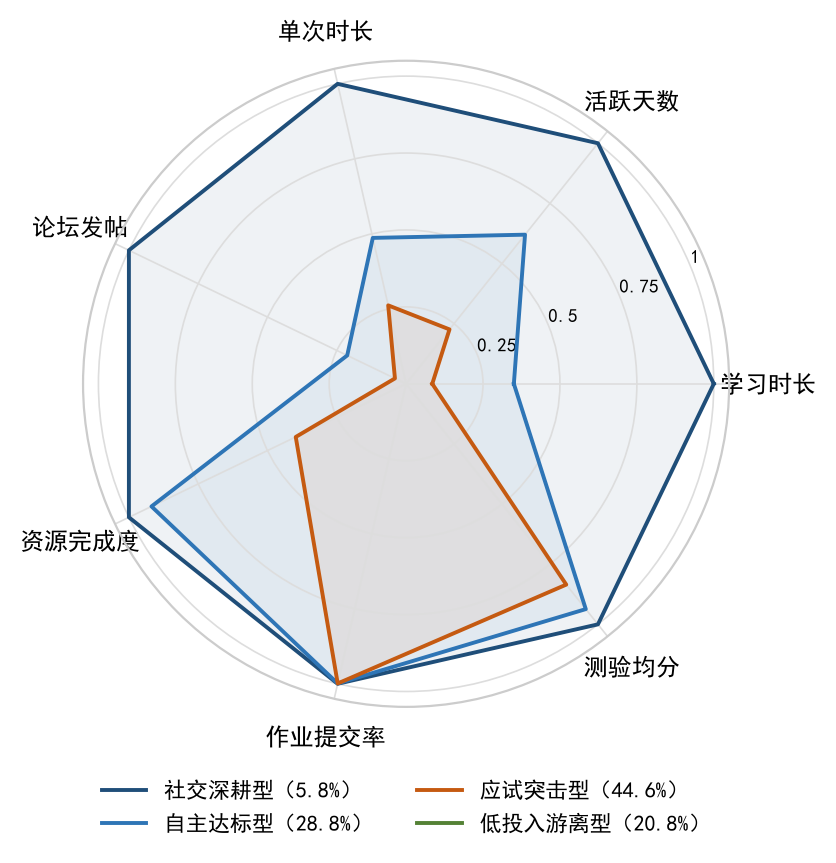 单次时长
活跃天数
论坛发帖
1
0.75
0.5
0.25
学习时长
资源完成度
测验均分
作业提交率
社交深耕型（5.8%）
应试突击型（44.6%）
自主达标型（28.8%）
低投入游离型（20.8%）